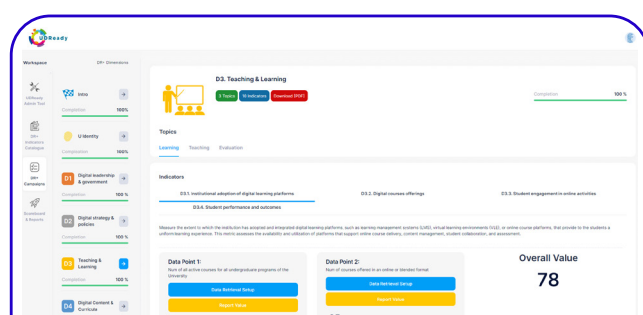 UDReady
Workspace
DR+ Dimensions
UDReady Admin Tool
DR+ Indicators Catalogue
DR+ Campaigns
Scoreboard & Reports
Intro
Completion 100%
U Identity
Completion 100%
D1 Digital leadership & government
Completion 100 %
D2 Digital strategy & policies
Completion 100 %
D3 Teaching & Learning
Completion 100 %
D4 Digital Content & Curricula
D3. Teaching & Learning
3 Topics
Download (PDF)
Completion 100 %
Topics
Learning Teaching Evaluation
Indicators
D3.1. Institutional adoption of digital learning platforms
D3.2. Digital courses offerings
D3.3. Student engagement in online activities
D3.4. Student performance and outcomes
Measure the extent to which the institution has adopted and integrated digital learning platforms, such as learning management systems (LMS), virtual learning environments (VLE), or online course platforms, that provide to the students a
uniform learning experience. This metric assesses the availability and utilization of platforms that support online course delivery, content management, student collaboration, and assessment.
Data Point 1:
Num of all active courses for all undergraduate programs of the
University
Data Retrieval Setup
Report Value
Data Point 2:
Num of courses offered in an online or blended format
Data Retrieval Setup
Report Value
Overall Value
78